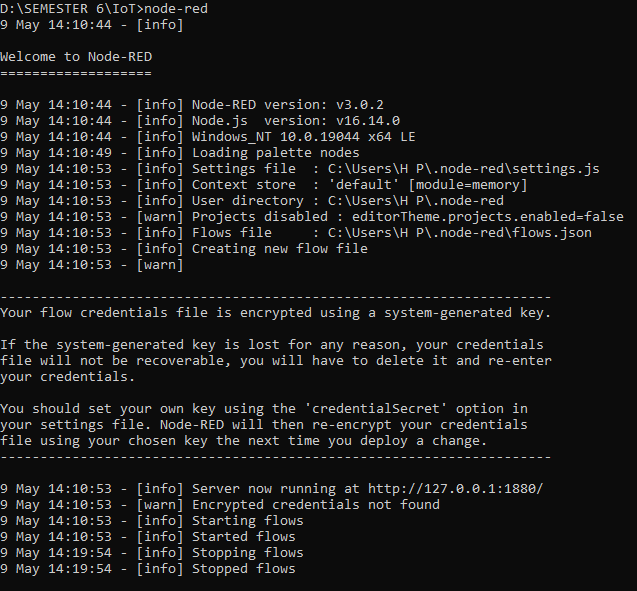 D:\SEMESTER 6\IoT>node-red
9 May 14:10:44 - [info]
Welcome to Node-RED
===================
9 May 14:10:44 - [info] Node-RED version: v3.0.2
9 May 14:10:44 - [info] Node.js  version: v16.14.0
9 May 14:10:44 - [info] Windows_NT 10.0.19044 x64 LE
9 May 14:10:49 - [info] Loading palette nodes
9 May 14:10:53 - [info] Settings file  : C:\Users\H P\.node-red\settings.js
9 May 14:10:53 - [info] Context store  : 'default' [module=memory]
9 May 14:10:53 - [info] User directory : C:\Users\H P\.node-red
9 May 14:10:53 - [warn] Projects disabled : editorTheme.projects.enabled=false
9 May 14:10:53 - [info] Flows file     : C:\Users\H P\.node-red\flows.json
9 May 14:10:53 - [info] Creating new flow file
9 May 14:10:53 - [warn]
---------------------------------------------------------------------
Your flow credentials file is encrypted using a system-generated key.
If the system-generated key is lost for any reason, your credentials
file will not be recoverable, you will have to delete it and re-enter
your credentials.
You should set your own key using the 'credentialSecret' option in
your settings file. Node-RED will then re-encrypt your credentials
file using your chosen key the next time you deploy a change.
---------------------------------------------------------------------
9 May 14:10:53 - [info] Server now running at http://127.0.0.1:1880/
9 May 14:10:53 - [warn] Encrypted credentials not found
9 May 14:10:53 - [info] Starting flows
9 May 14:10:53 - [info] Started flows
9 May 14:19:54 - [info] Stopping flows
9 May 14:19:54 - [info] Stopped flows